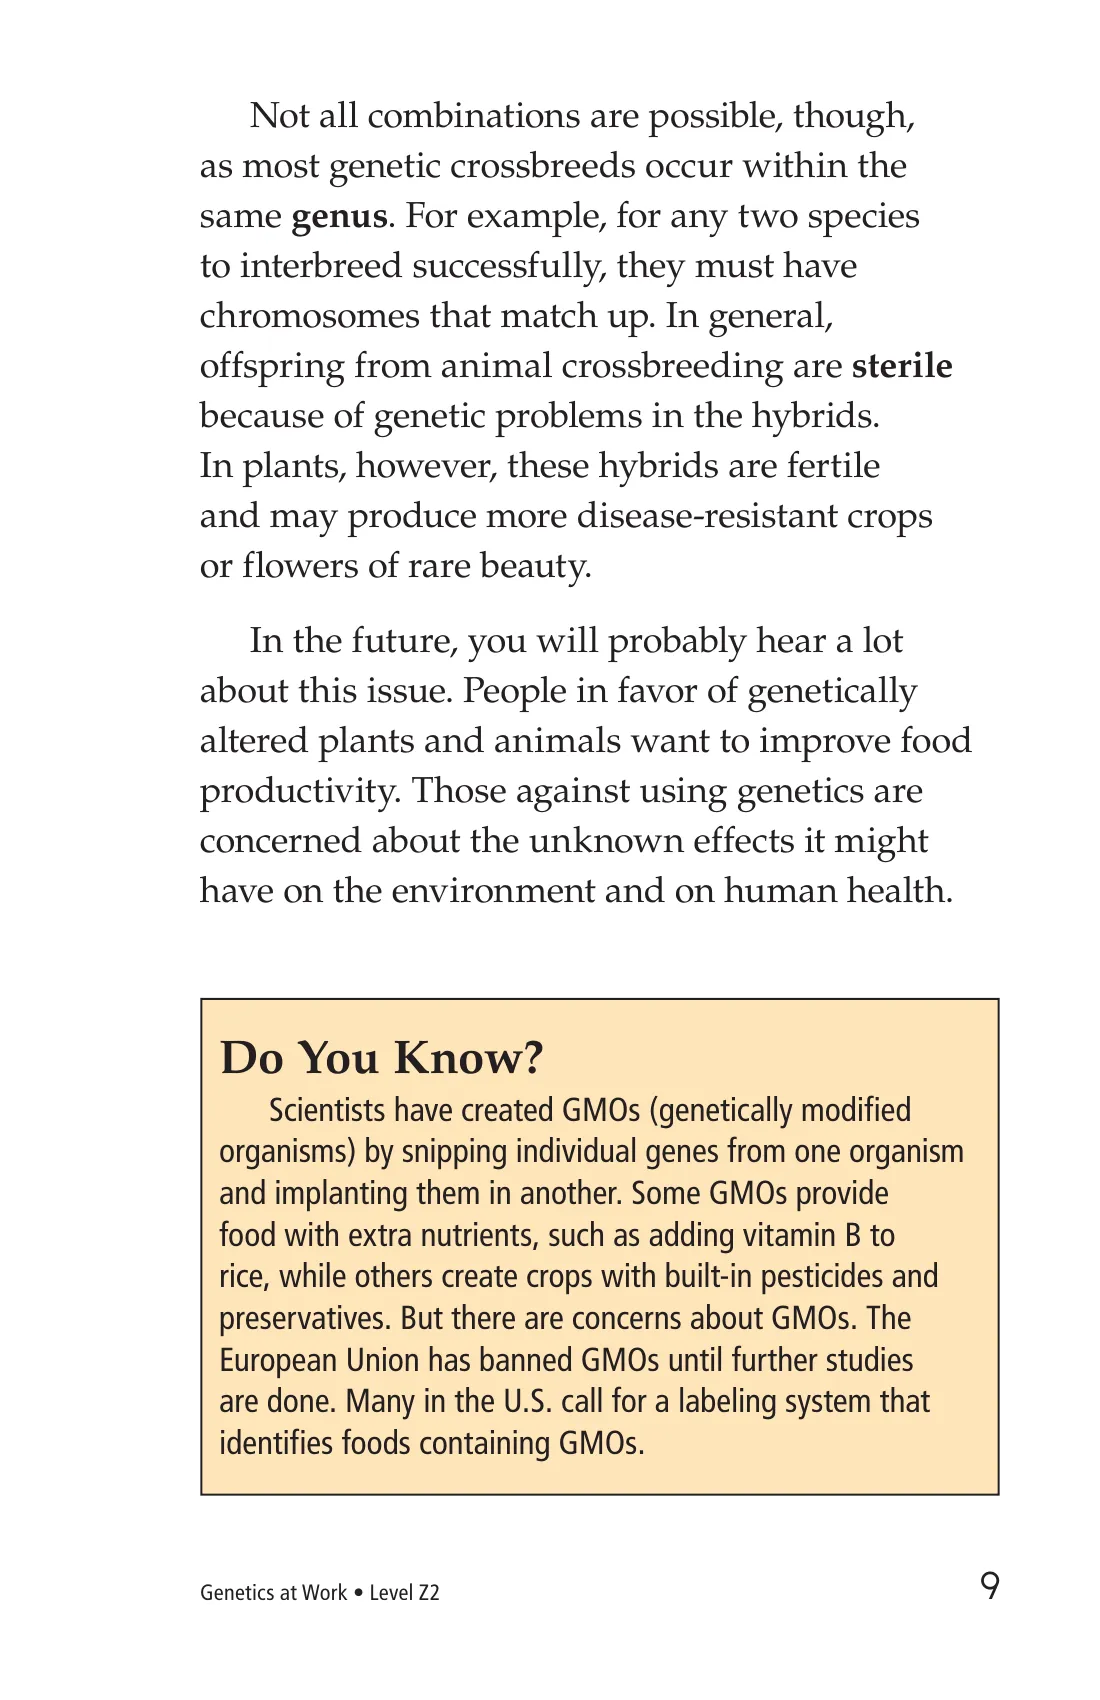 Not all combinations are possible, though,
as most genetic crossbreeds occur within the
same genus. For example, for any two species
to interbreed successfully, they must have
chromosomes that match up. In general,
offspring from animal crossbreeding are sterile
because of genetic problems in the hybrids.
In plants, however, these hybrids are fertile
and may produce more disease-resistant crops
or flowers of rare beauty.
In the future, you will probably hear a lot
about this issue. People in favor of genetically
altered plants and animals want to improve food
productivity. Those against using genetics are
concerned about the unknown effects it might
have on the environment and on human health.
Do You Know?
Scientists have created GMOs (genetically modified
organisms) by snipping individual genes from one organism
and implanting them in another. Some GMOs provide
food with extra nutrients, such as adding vitamin B to
rice, while others create crops with built-in pesticides and
preservatives. But there are concerns about GMOs. The
European Union has banned GMOs until further studies
are done. Many in the U.S. call for a labeling system that
identifies foods containing GMOs.
Genetics at Work • Level Z2
9